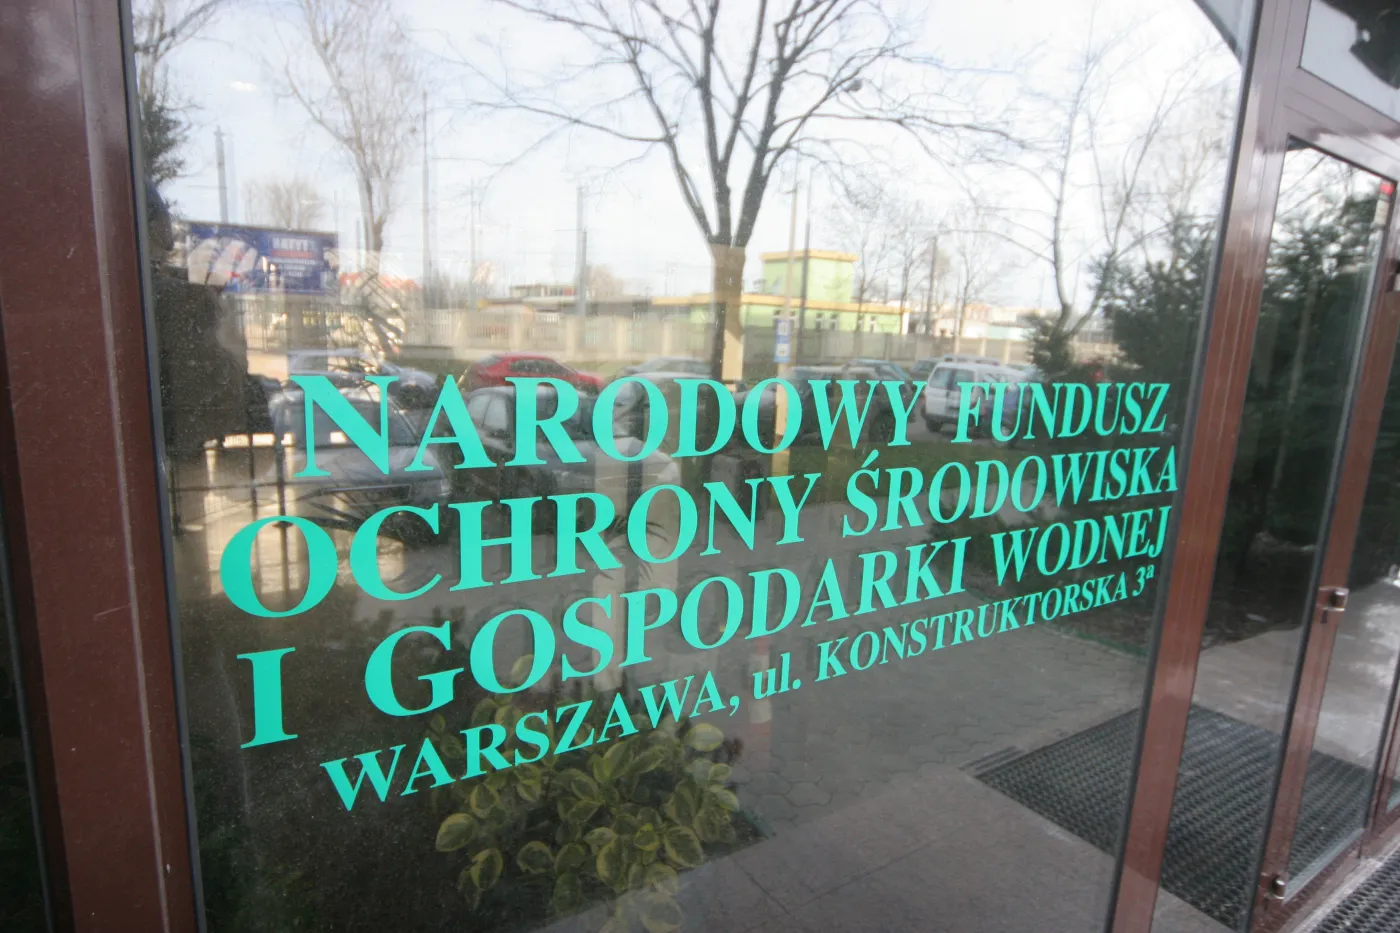 NARODOWY FUNDUSZ
OCHRONY ŚRODOWISKA
I GOSPODARKI WODNEJ
WARSZAWA, ul. KONSTRUKTORSKA 3ª